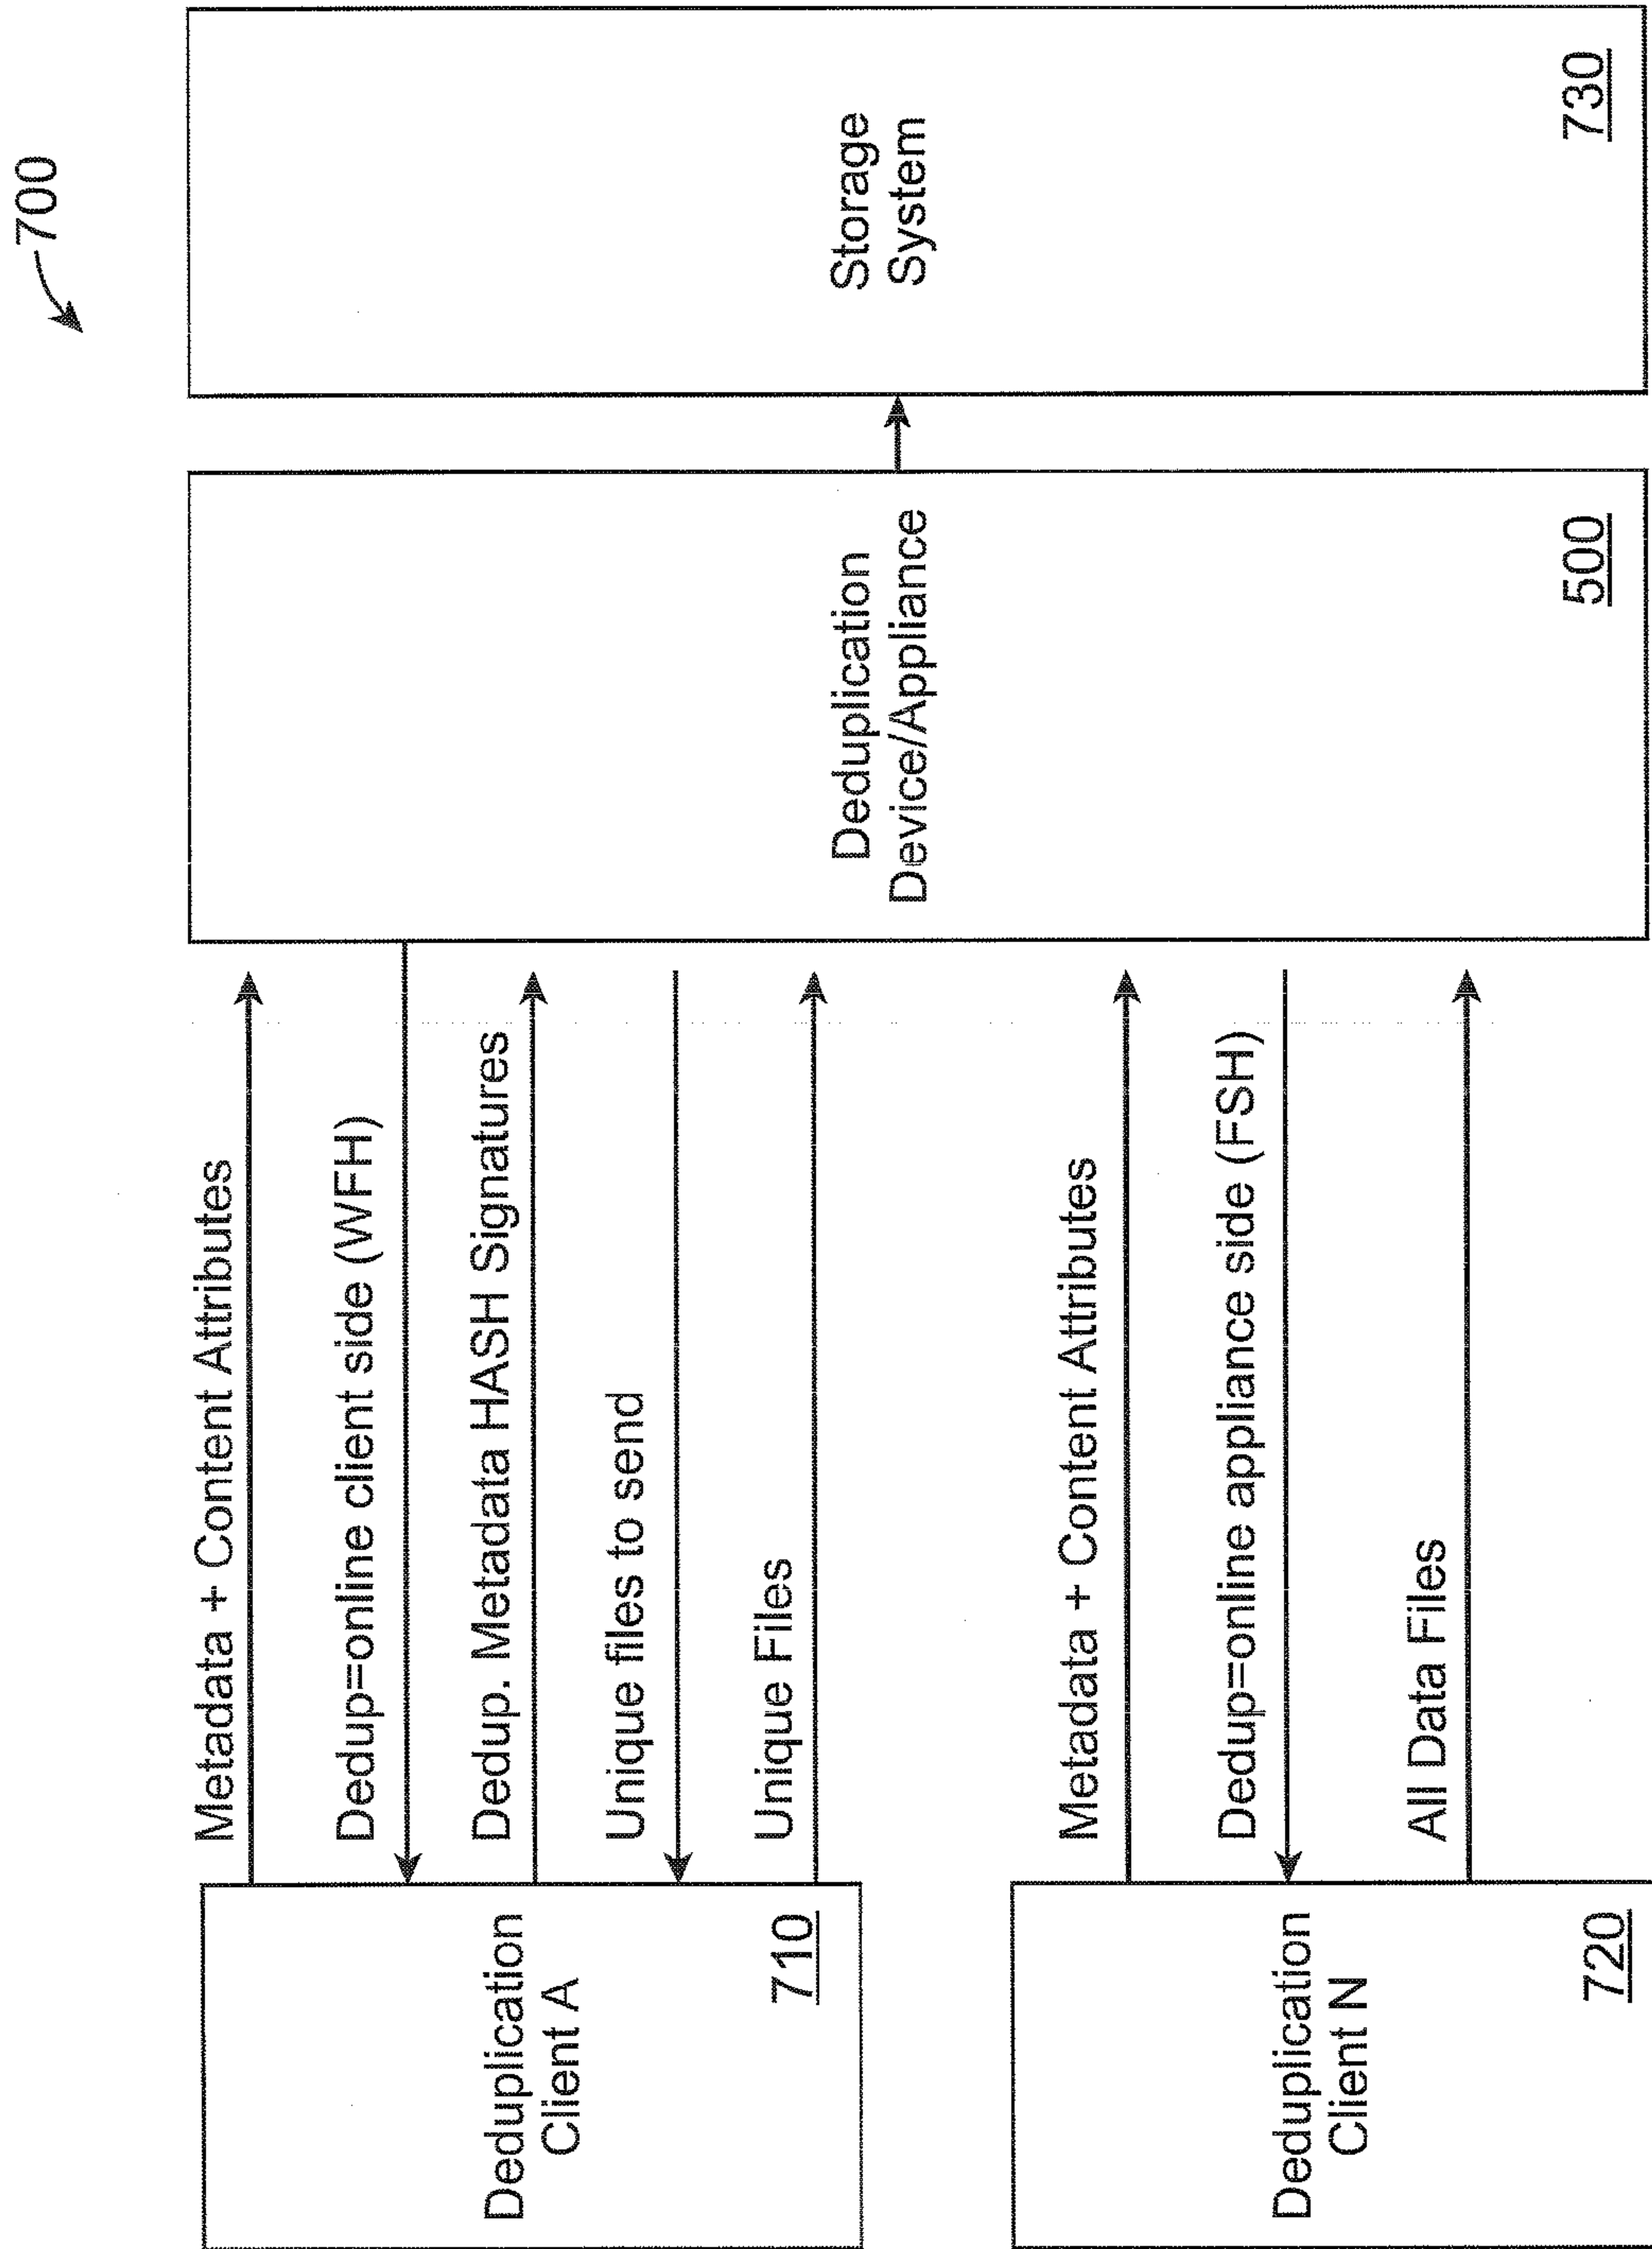 700
Deduplication
Client A
710
Metadata + Content Attributes
Dedup=online client side (WFH)
Dedup. Metadata HASH Signatures
Unique files to send
Unique Files
Deduplication
Client N
720
Metadata + Content Attributes
Dedup=online appliance side (FSH)
All Data Files
Deduplication
Device/Appliance
500
Storage
System
730